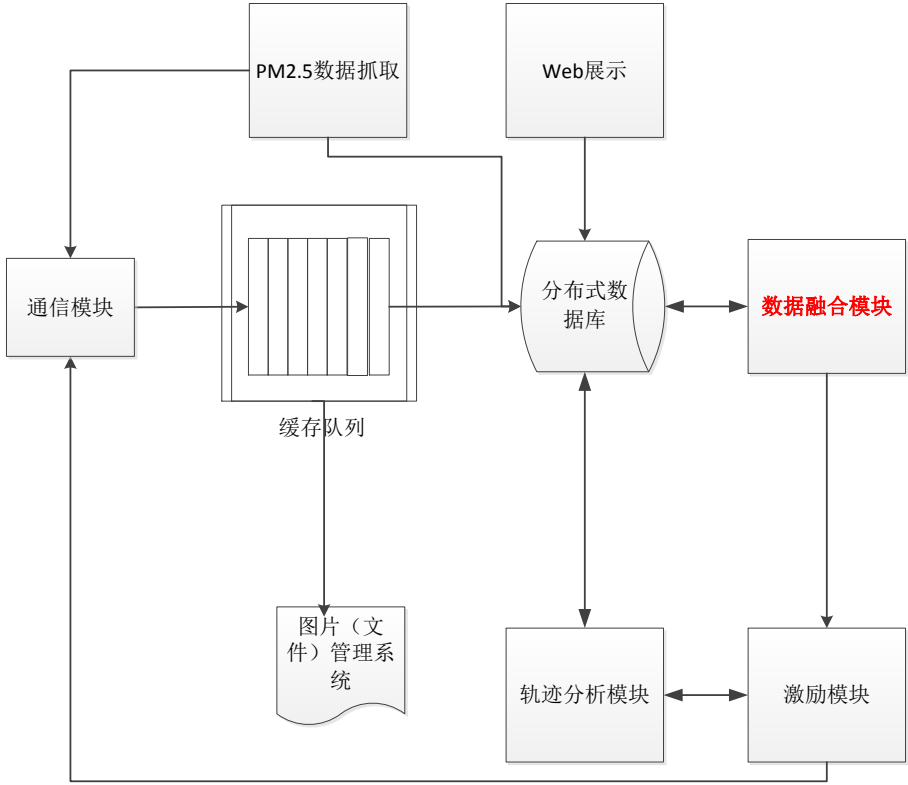 PM2.5数据抓取
Web展示
通信模块
分布式数
据库
数据融合模块
缓存队列
图片（文
件）管理系
统
轨迹分析模块
激励模块